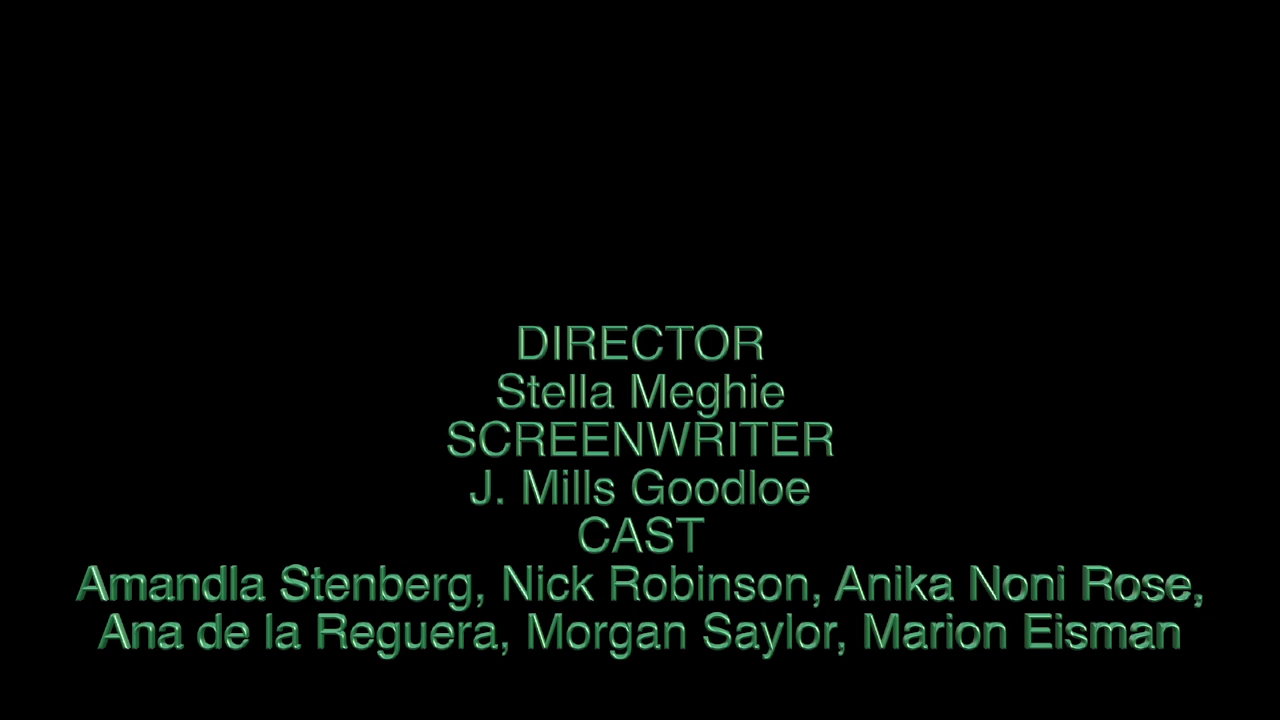 DIRECTOR
Stella Meghie
SCREENWRITER
J. Mills Goodloe
CAST
Amandla Stenberg, Nick Robinson, Anika Noni Rose,
Ana de la Reguera, Morgan Saylor, Marion Eisman